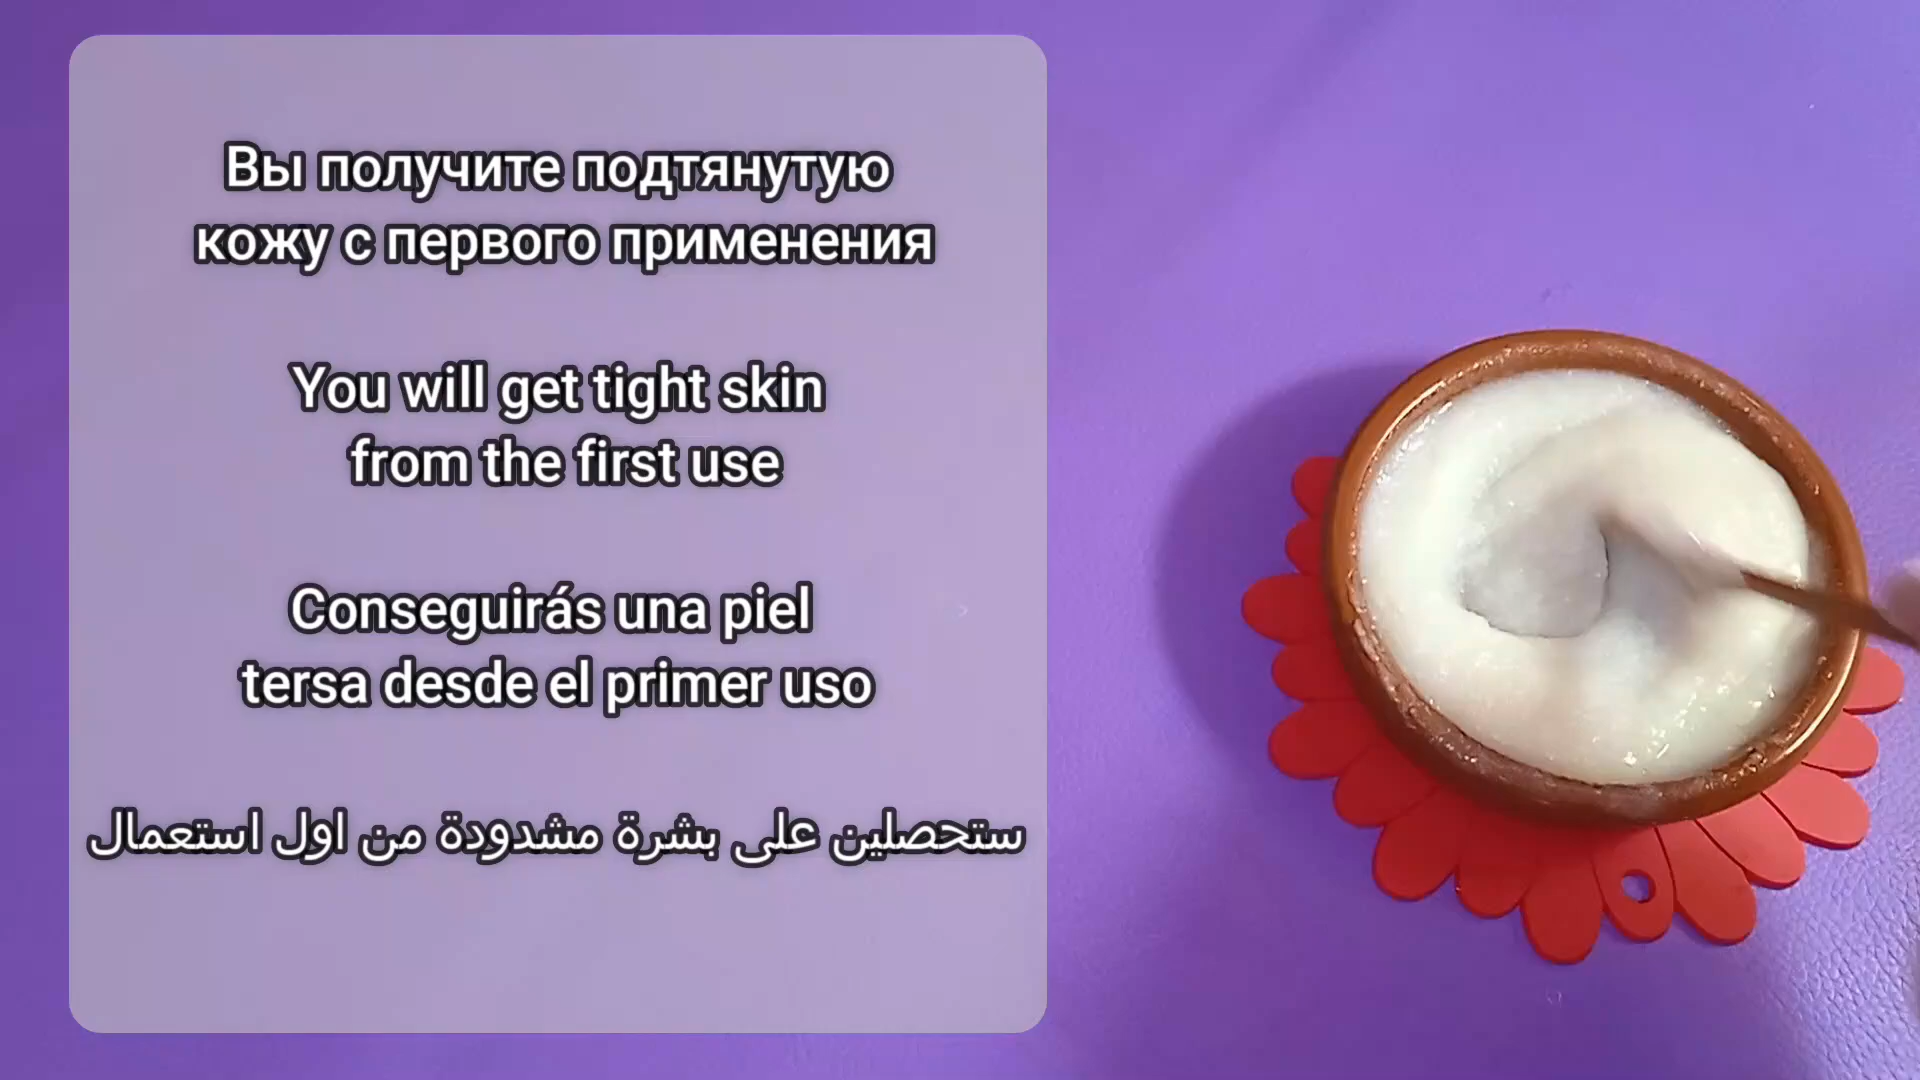 Вы получите подтянутую
кожу с первого применения
You will get tight skin
from the first use
Conseguirás una piel
tersa desde el primer uso
ستحصلين على بشرة مشدودة من اول استعمال